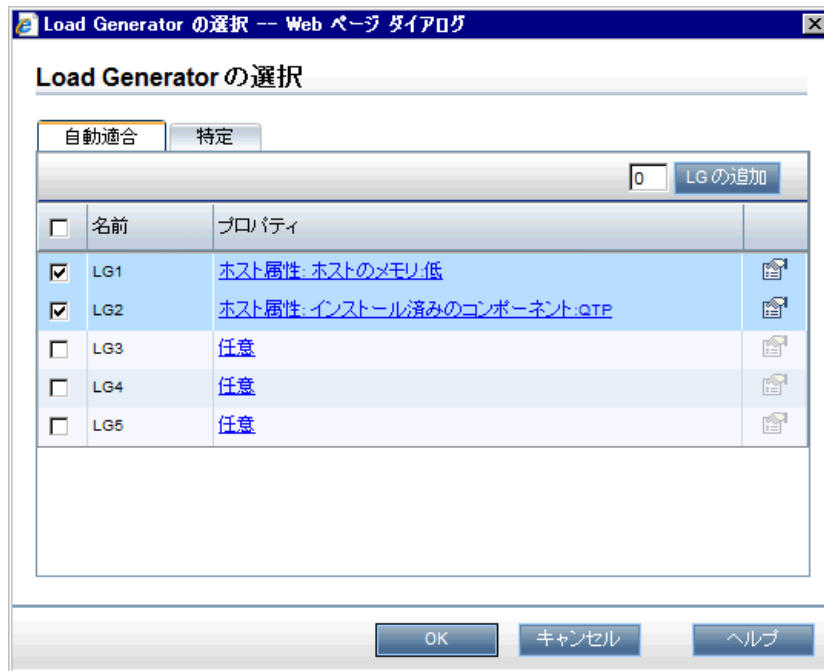 Load Generator の選択 -- Web ページ ダイアログ
Load Generator の選択
自動適合 特定
0 LG の追加
名前 プロパティ
LG1 ホスト属性: ホストのメモリ:低
LG2 ホスト属性: インストール済みのコンポーネント:QTP
LG3 任意
LG4 任意
LG5 任意
OK キャンセル ヘルプ